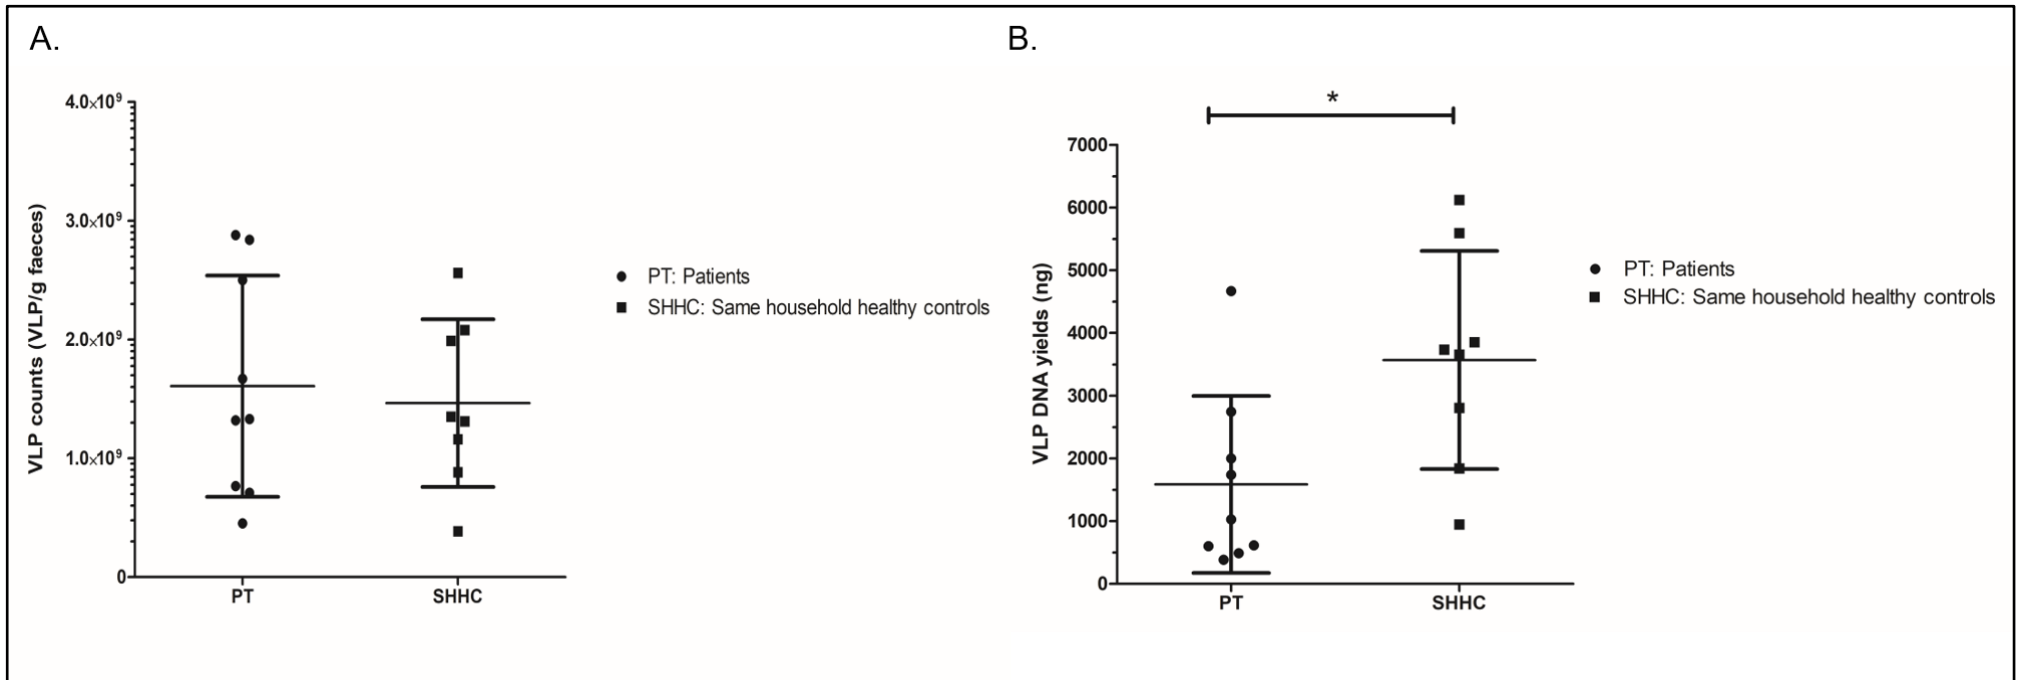 A.
VLP counts (VLP/g faeces)
4.0×10⁹
3.0×10⁹
2.0×10⁹
1.0×10⁹
0
PT
SHHC
PT: Patients
SHHC: Same household healthy controls
B.
*
VLP DNA yields (ng)
7000
6000
5000
4000
3000
2000
1000
0
PT
SHHC
PT: Patients
SHHC: Same household healthy controls